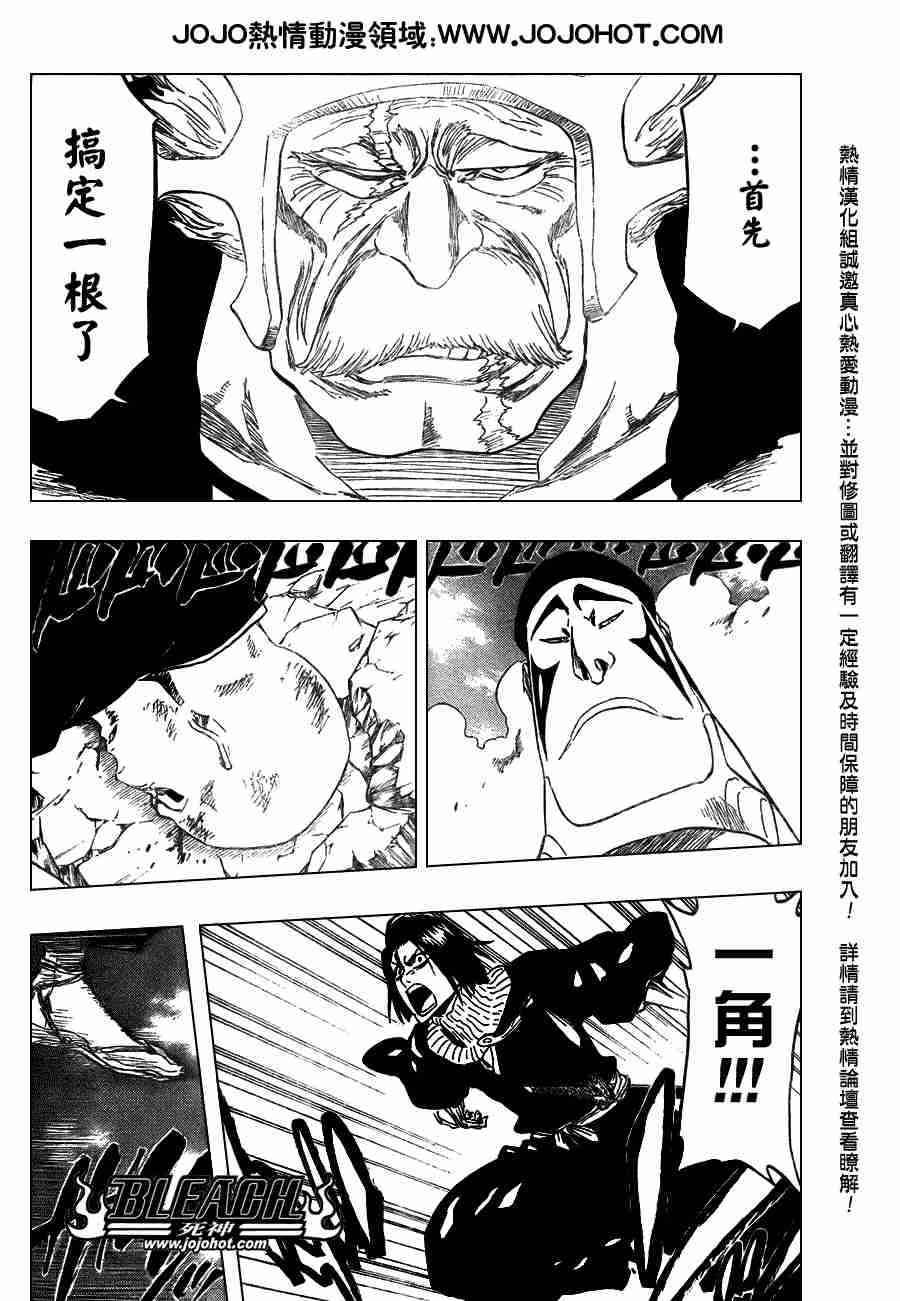 JOJO熱情動漫領域:WWW.JOJOHOT.COM
…首先
搞定一根了
一角!!!
BLEACH
死神
www.jojohot.com
熱情漢化組誠邀真心熱愛動漫…並對修圖或翻譯有一定經驗及時間保障的朋友加入! 詳情請到熱情論壇查看瞭解!